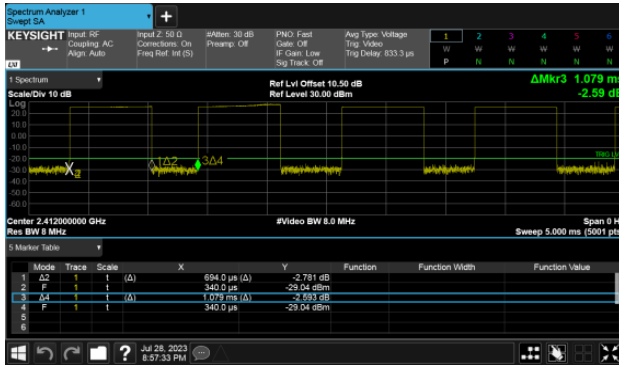 Spectrum Analyzer 1
Swept SA
KEYSIGHT Input: RF Input Z: 50 Ω #Atten: 30 dB PNO: Fast Avg Type: Voltage 1 2 3 4 5 6
Coupling: AC Corrections: On Preamp: Off Gate: Off Trig: Video W W W W W W
Align: Auto Freq Ref: Int (S) IF Gain: Low Trig Delay: 833.3 µs P N N N N N
Sig Track: Off
LXI
1 Spectrum
Ref Lvl Offset 10.50 dB ΔMkr3 1.079 ms
Scale/Div 10 dB Ref Level 30.00 dBm -2.59 dB
Log
20.0
10.0
0.00
-10.0
-20.0 TRIG LVL
-30.0 X 1Δ2 3Δ4
-40.0
-50.0
-60.0
Center 2.412000000 GHz #Video BW 8.0 MHz Span 0 H
Res BW 8 MHz Sweep 5.000 ms (5001 pts
5 Marker Table
Mode Trace Scale X Y Function Function Width Function Value
1 Δ2 1 t (Δ) 694.0 µs (Δ) -2.781 dB
2 F 1 t 340.0 µs -29.04 dBm
3 Δ4 1 t (Δ) 1.079 ms (Δ) -2.593 dB
4 F 1 t 340.0 µs -29.04 dBm
5
6
? Jul 28, 2023
8:57:33 PM